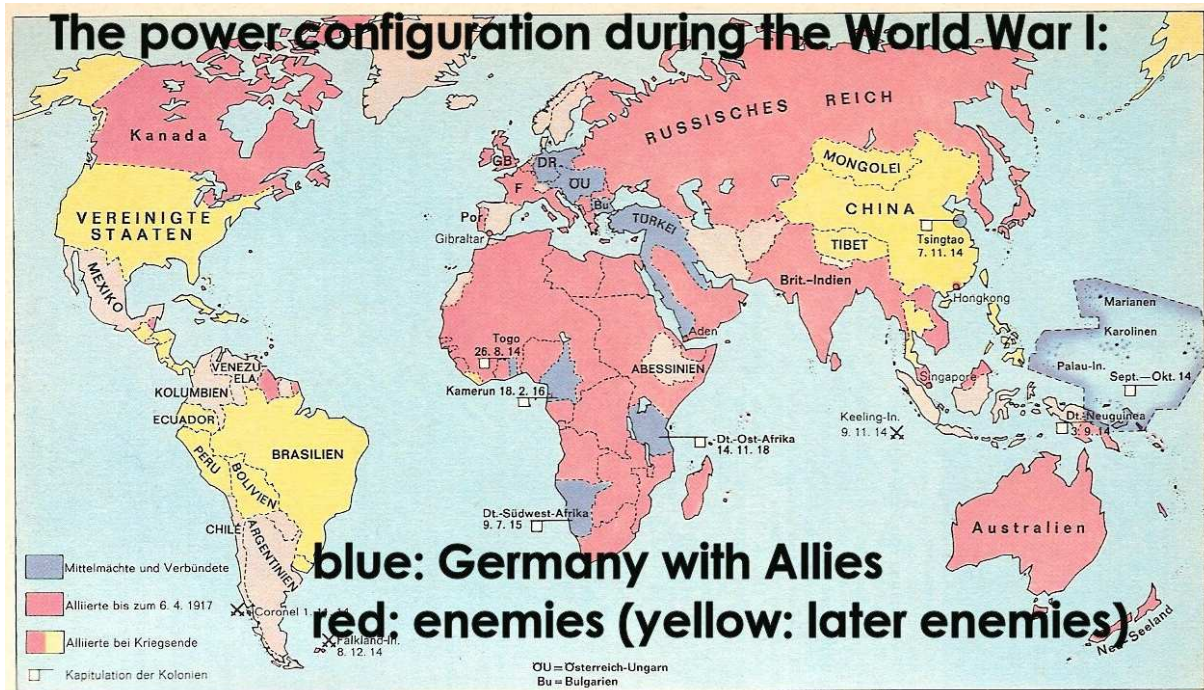 The power configuration during the World War I:
Kanada
VEREINIGTE
STAATEN
MEXIKO
VENEZU
ELA
KOLUMBIEN
ECUADOR
PERU
BRASILIEN
BOLIVIEN
CHILE
ARGENTINIEN
Coronel 1. 11. 14
Falkland-In.
8. 12. 14
GB
DR
F
ÖU
Bu
Por
Gibraltar
TÜRKEI
RUSSISCHES REICH
MONGOLEI
CHINA
TIBET
Tsingtao
7. 11. 14
Brit.-Indien
Hongkong
Aden
Togo
26. 8. 14
Kamerun 18. 2. 16
ABESSINIEN
Dt.-Ost-Afrika
14. 11. 18
Dt.-Südwest-Afrika
9. 7. 15
Singapore
Keeling-In.
9. 11. 14
Marianen
Karolinen
Palau-In.
Sept.—Okt. 14
Dt.-Neuguinea
3. 9. 14
Australien
Neu-Seeland
blue: Germany with Allies
red: enemies (yellow: later enemies)
Mittelmächte und Verbündete
Alliierte bis zum 6. 4. 1917
Alliierte bei Kriegsende
Kapitulation der Kolonien
ÖU = Österreich-Ungarn
Bu = Bulgarien